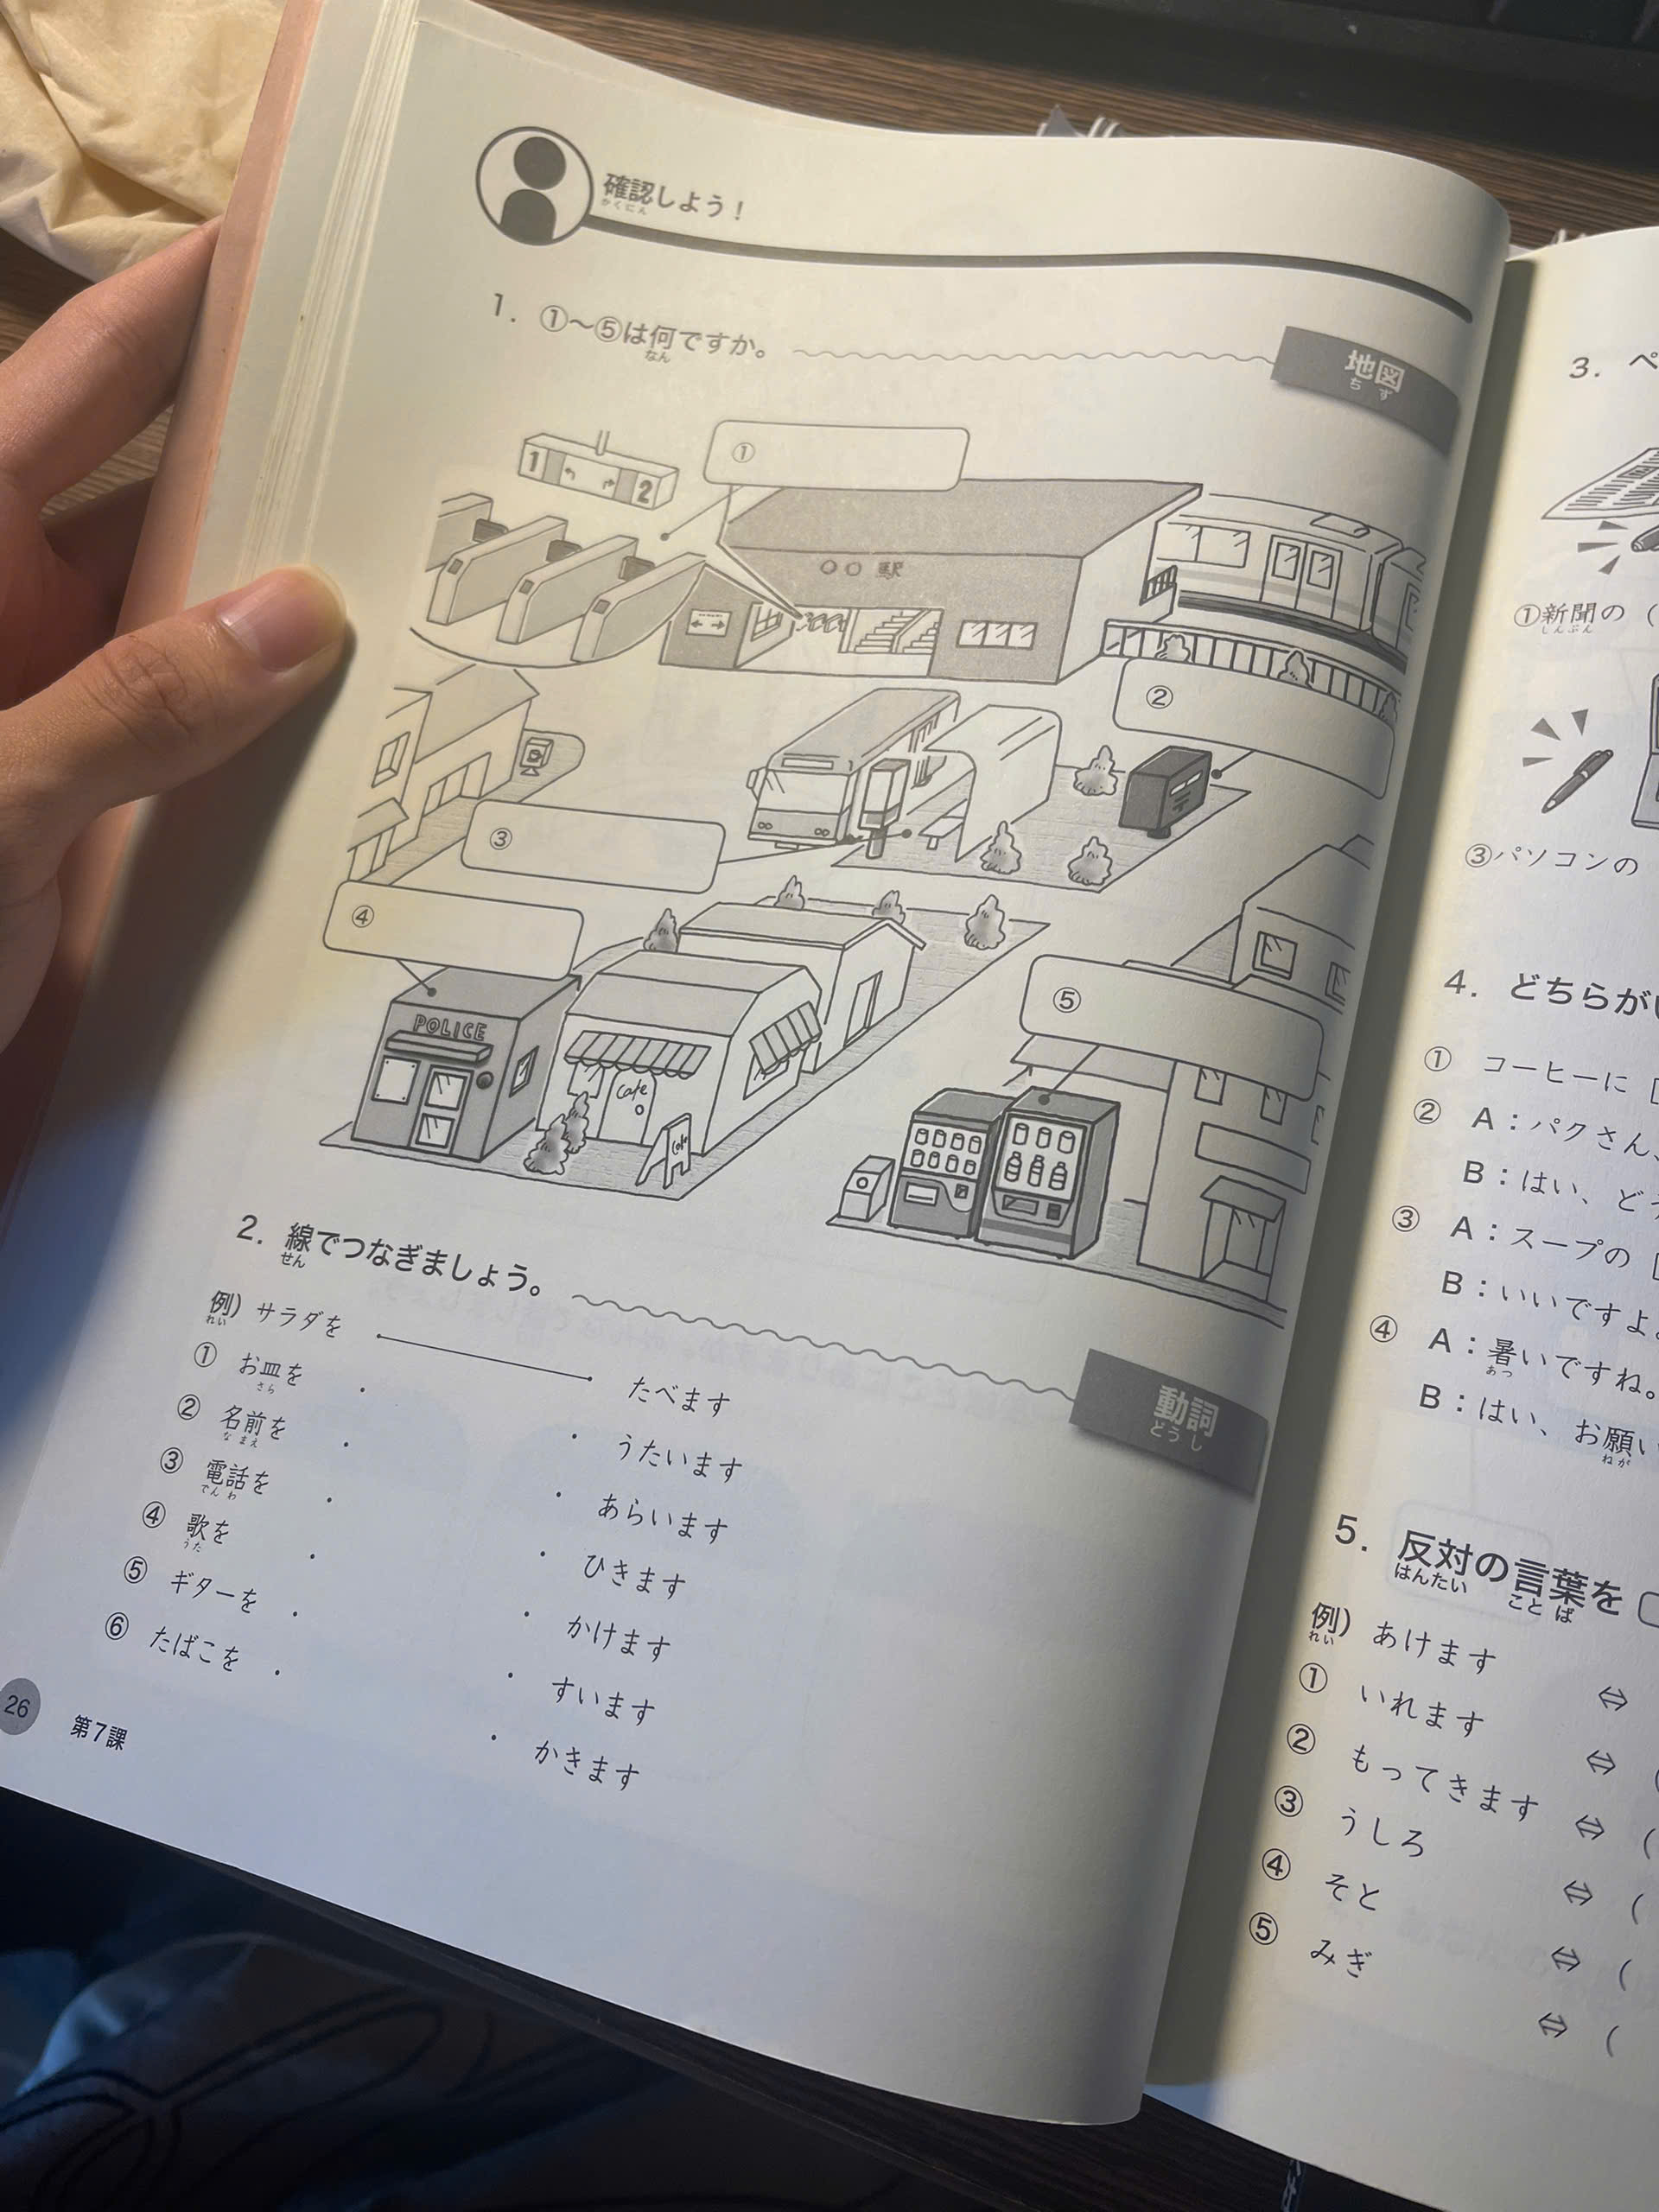 確認しよう！
かくにん
1. ①〜⑤は何ですか。
なん
地図
ちず
1 2
①
○○駅
②
③
④
POLICE
Cafe
Cafe
⑤
2. 線でつなぎましょう。
せん
動詞
どうし
例) サラダを
れい
たべます
① お皿を
さら
うたいます
② 名前を
なまえ
あらいます
③ 電話を
でんわ
ひきます
④ 歌を
うた
かけます
⑤ ギターを
すいます
⑥ たばこを
かきます
26 第7課
3. ペ
①新聞の（
しんぶん
③パソコンの
4. どちらが
① コーヒーに
② A：パクさん、
B：はい、どう
③ A：スープの
B：いいですよ
④ A：暑いですね。
あつ
B：はい、お願い
ねが
5. 反対の言葉を
はんたい ことば
例) あけます ⇔
れい
① いれます ⇔ (
② もってきます ⇔ (
③ うしろ ⇔ (
④ そと ⇔ (
⑤ みぎ ⇔ (